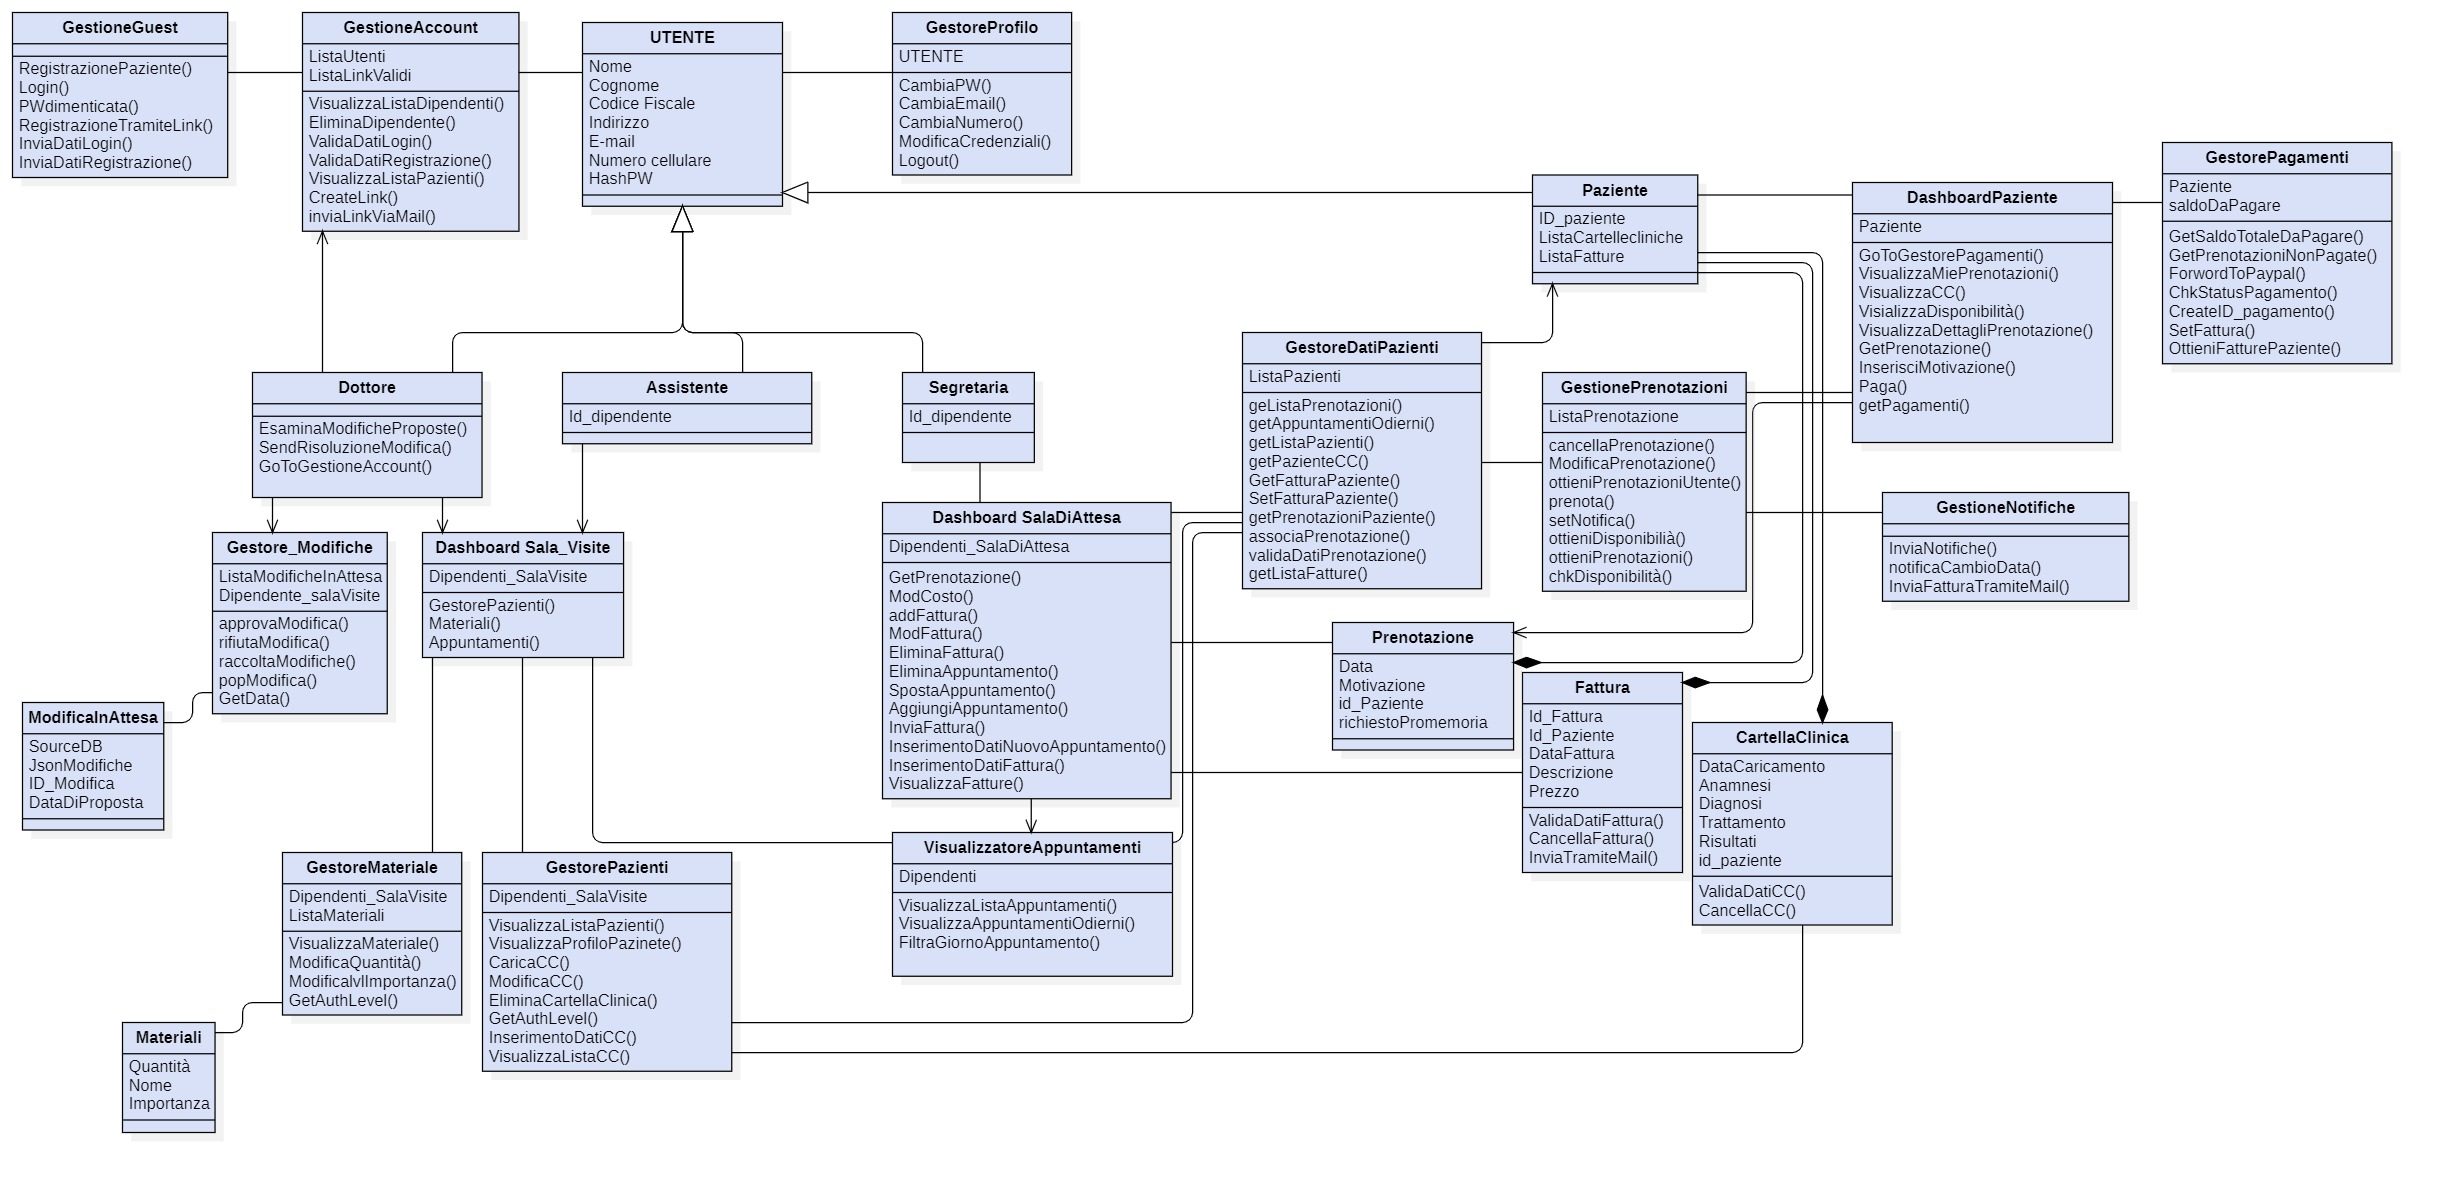 GestioneGuest
RegistrazionePaziente()
Login()
PWdimenticata()
RegistrazioneTramiteLink()
InviaDatiLogin()
InviaDatiRegistrazione()
GestioneAccount
ListaUtenti
ListaLinkValidi
VisualizzaListaDipendenti()
EliminaDipendente()
ValidaDatiLogin()
ValidaDatiRegistrazione()
VisualizzaListaPazienti()
CreateLink()
inviaLinkViaMail()
UTENTE
Nome
Cognome
Codice Fiscale
Indirizzo
E-mail
Numero cellulare
HashPW
GestoreProfilo
UTENTE
CambiaPW()
CambiaEmail()
CambiaNumero()
ModificaCredenziali()
Logout()
Paziente
ID_paziente
ListaCartellecliniche
ListaFatture
DashboardPaziente
Paziente
GoToGestorePagamenti()
VisualizzaMiePrenotazioni()
VisualizzaCC()
VisializzaDisponibilità()
VisualizzaDettagliPrenotazione()
GetPrenotazione()
InserisciMotivazione()
Paga()
getPagamenti()
GestorePagamenti
Paziente
saldoDaPagare
GetSaldoTotaleDaPagare()
GetPrenotazioniNonPagate()
ForwordToPaypal()
ChkStatusPagamento()
CreateID_pagamento()
SetFattura()
OttieniFatturePaziente()
Dottore
EsaminaModificheProposte()
SendRisoluzioneModifica()
GoToGestioneAccount()
Assistente
Id_dipendente
Segretaria
Id_dipendente
GestoreDatiPazienti
ListaPazienti
geListaPrenotazioni()
getAppuntamentiOdierni()
getListaPazienti()
getPazienteCC()
GetFatturaPaziente()
SetFatturaPaziente()
getPrenotazioniPaziente()
associaPrenotazione()
validaDatiPrenotazione()
getListaFatture()
GestionePrenotazioni
ListaPrenotazione
cancellaPrenotazione()
ModificaPrenotazione()
ottieniPrenotazioniUtente()
prenota()
setNotifica()
ottieniDisponibilià()
ottieniPrenotazioni()
chkDisponibilità()
GestioneNotifiche
InviaNotifiche()
notificaCambioData()
InviaFatturaTramiteMail()
Gestore_Modifiche
ListaModificheInAttesa
Dipendente_salaVisite
approvaModifica()
rifiutaModifica()
raccoltaModifiche()
popModifica()
GetData()
Dashboard Sala_Visite
Dipendenti_SalaVisite
GestorePazienti()
Materiali()
Appuntamenti()
Dashboard SalaDiAttesa
Dipendenti_SalaDiAttesa
GetPrenotazione()
ModCosto()
addFattura()
ModFattura()
EliminaFattura()
EliminaAppuntamento()
SpostaAppuntamento()
AggiungiAppuntamento()
InviaFattura()
InserimentoDatiNuovoAppuntamento()
InserimentoDatiFattura()
VisualizzaFatture()
Prenotazione
Data
Motivazione
id_Paziente
richiestoPromemoria
Fattura
Id_Fattura
Id_Paziente
DataFattura
Descrizione
Prezzo
ValidaDatiFattura()
CancellaFattura()
InviaTramiteMail()
CartellaClinica
DataCaricamento
Anamnesi
Diagnosi
Trattamento
Risultati
id_paziente
ValidaDatiCC()
CancellaCC()
ModificaInAttesa
SourceDB
JsonModifiche
ID_Modifica
DataDiProposta
GestoreMateriale
Dipendenti_SalaVisite
ListaMateriali
VisualizzaMateriale()
ModificaQuantità()
ModificalvlImportanza()
GetAuthLevel()
GestorePazienti
Dipendenti_SalaVisite
VisualizzaListaPazienti()
VisualizzaProfiloPazinete()
CaricaCC()
ModificaCC()
EliminaCartellaClinica()
GetAuthLevel()
InserimentoDatiCC()
VisualizzaListaCC()
VisualizzatoreAppuntamenti
Dipendenti
VisualizzaListaAppuntamenti()
VisualizzaAppuntamentiOdierni()
FiltraGiornoAppuntamento()
Materiali
Quantità
Nome
Importanza